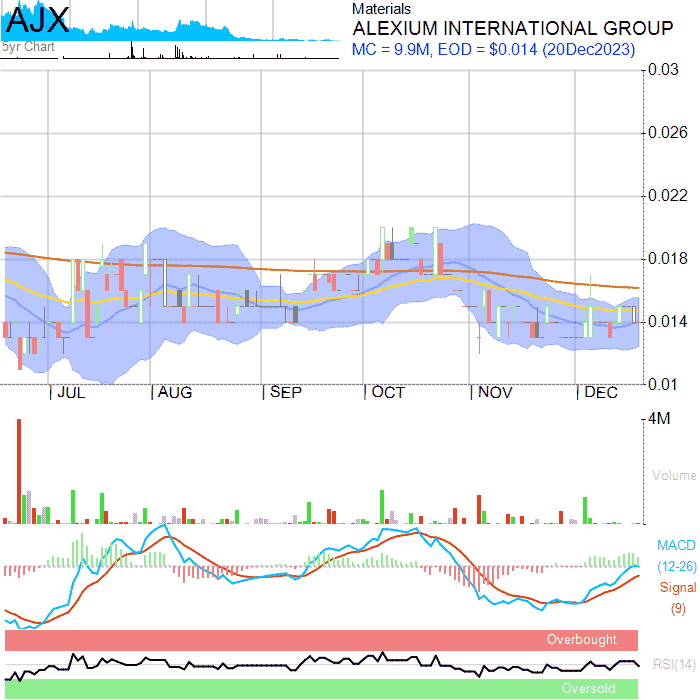 AJX
5yr Chart
Materials
ALEXIUM INTERNATIONAL GROUP
MC = 9.9M, EOD = $0.014 (20Dec2023)
0.03
0.026
0.022
0.018
0.014
0.01
JUL AUG SEP OCT NOV DEC
4M
Volume
MACD
(12-26)
Signal
(9)
Overbought
RSI(14)
Oversold